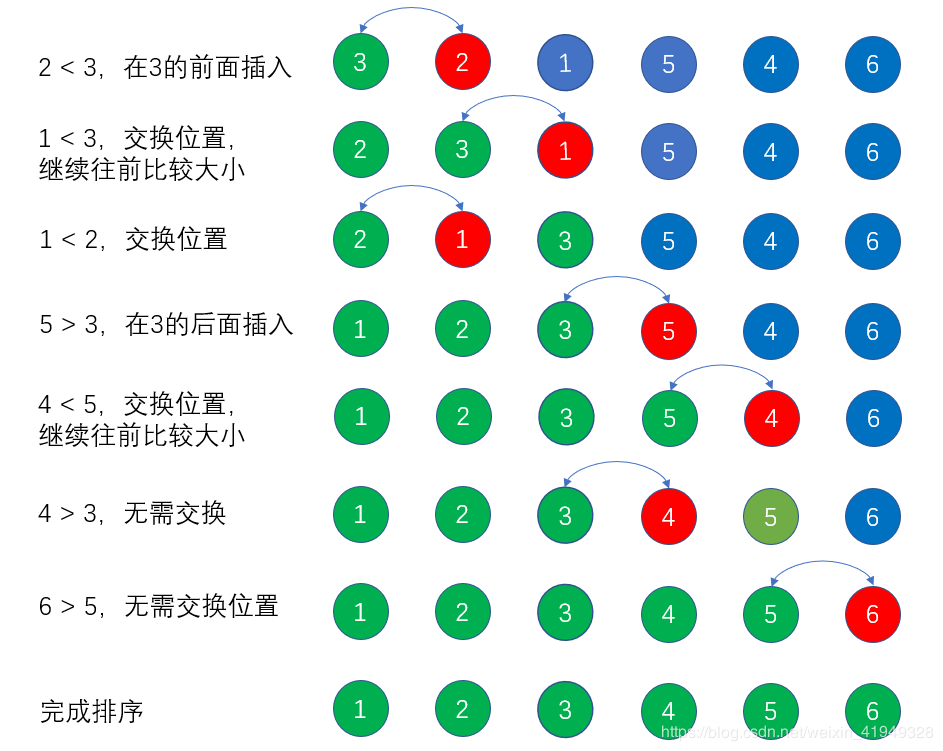 2 < 3，在3的前面插入 3 2 1 5 4 6
1 < 3，交换位置，
继续往前比较大小 2 3 1 5 4 6
1 < 2，交换位置 2 1 3 5 4 6
5 > 3，在3的后面插入 1 2 3 5 4 6
4 < 5，交换位置，
继续往前比较大小 1 2 3 5 4 6
4 > 3，无需交换 1 2 3 4 5 6
6 > 5，无需交换位置 1 2 3 4 5 6
完成排序 1 2 3 4 5 6
https://blog.csdn.net/weixin_41949328